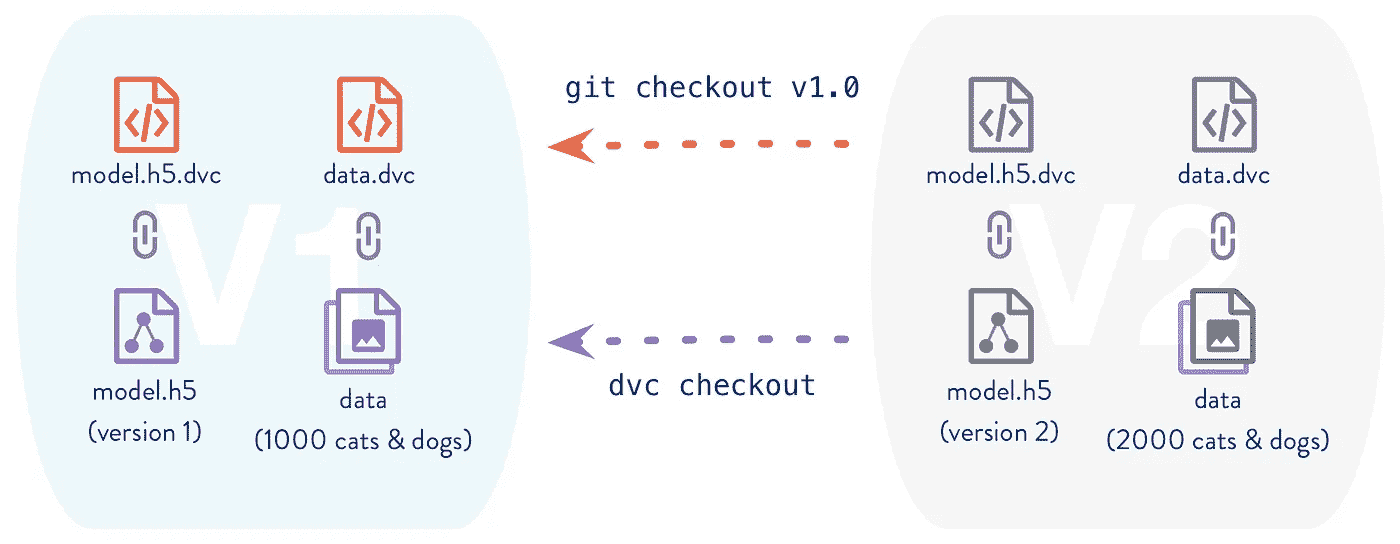 git checkout v1.0
model.h5.dvc
data.dvc
V1
model.h5
(version 1)
data
(1000 cats & dogs)
dvc checkout
model.h5.dvc
data.dvc
V2
model.h5
(version 2)
data
(2000 cats & dogs)